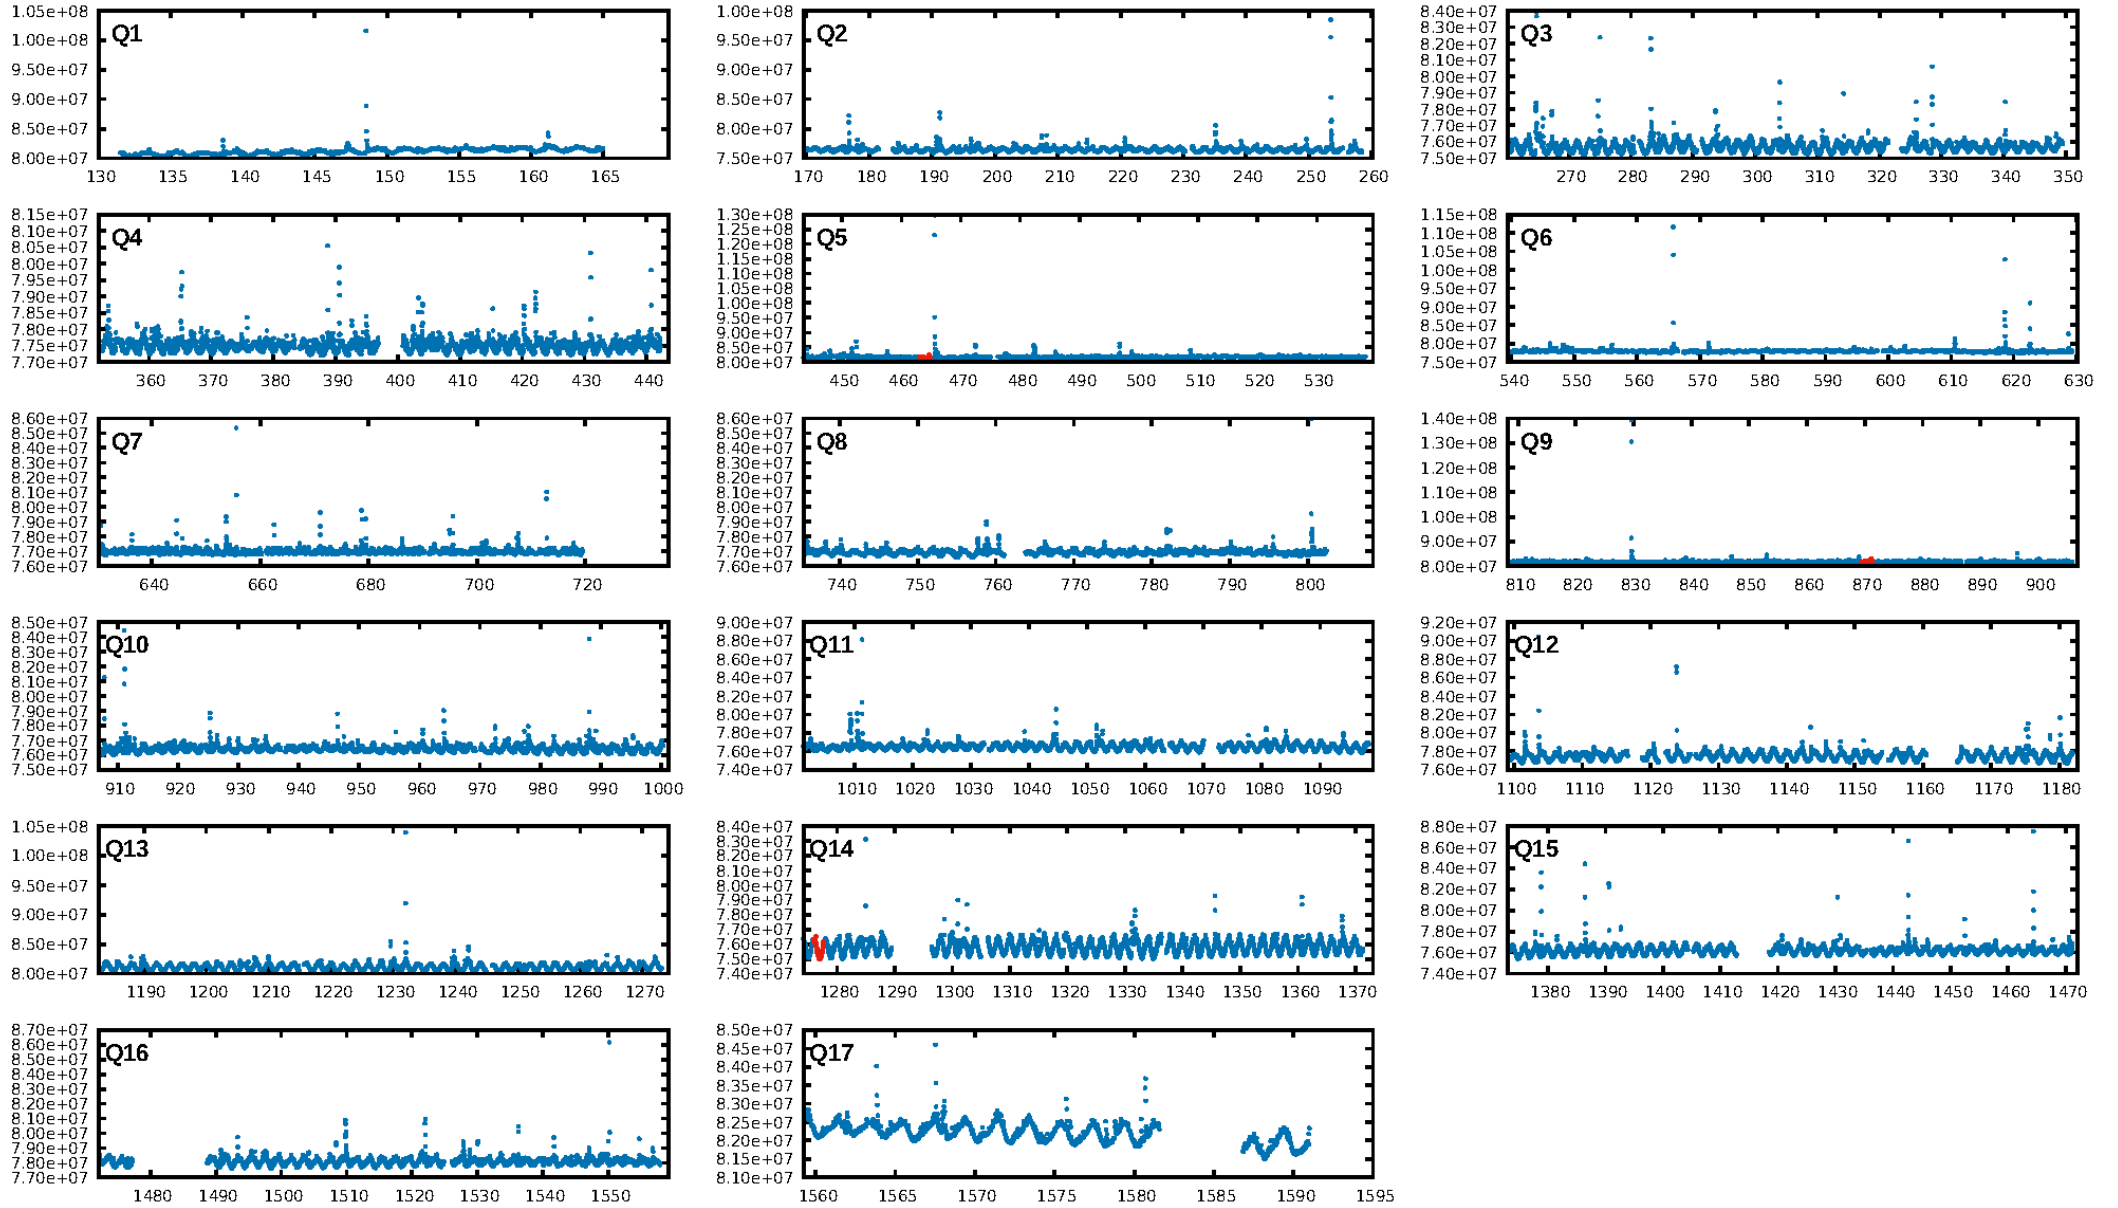 1.05e+08 1.00e+08 9.50e+07 9.00e+07 8.50e+07 8.00e+07
Q1
130 135 140 145 150 155 160 165
1.00e+08 9.50e+07 9.00e+07 8.50e+07 8.00e+07 7.50e+07
Q2
170 180 190 200 210 220 230 240 250 260
8.40e+07 8.30e+07 8.20e+07 8.10e+07 8.00e+07 7.90e+07 7.80e+07 7.70e+07 7.60e+07 7.50e+07
Q3
270 280 290 300 310 320 330 340 350
8.15e+07 8.10e+07 8.05e+07 8.00e+07 7.95e+07 7.90e+07 7.85e+07 7.80e+07 7.75e+07 7.70e+07
Q4
360 370 380 390 400 410 420 430 440
1.30e+08 1.25e+08 1.20e+08 1.15e+08 1.10e+08 1.05e+08 1.00e+08 9.50e+07 9.00e+07 8.50e+07 8.00e+07
Q5
450 460 470 480 490 500 510 520 530
1.15e+08 1.10e+08 1.05e+08 1.00e+08 9.50e+07 9.00e+07 8.50e+07 8.00e+07 7.50e+07
Q6
540 550 560 570 580 590 600 610 620 630
8.60e+07 8.50e+07 8.40e+07 8.30e+07 8.20e+07 8.10e+07 8.00e+07 7.90e+07 7.80e+07 7.70e+07 7.60e+07
Q7
640 660 680 700 720
8.60e+07 8.50e+07 8.40e+07 8.30e+07 8.20e+07 8.10e+07 8.00e+07 7.90e+07 7.80e+07 7.70e+07 7.60e+07
Q8
740 750 760 770 780 790 800
1.40e+08 1.30e+08 1.20e+08 1.10e+08 1.00e+08 9.00e+07 8.00e+07
Q9
810 820 830 840 850 860 870 880 890 900
8.50e+07 8.40e+07 8.30e+07 8.20e+07 8.10e+07 8.00e+07 7.90e+07 7.80e+07 7.70e+07 7.60e+07 7.50e+07
Q10
910 920 930 940 950 960 970 980 990 1000
9.00e+07 8.80e+07 8.60e+07 8.40e+07 8.20e+07 8.00e+07 7.80e+07 7.60e+07 7.40e+07
Q11
1010 1020 1030 1040 1050 1060 1070 1080 1090
9.20e+07 9.00e+07 8.80e+07 8.60e+07 8.40e+07 8.20e+07 8.00e+07 7.80e+07 7.60e+07
Q12
1100 1110 1120 1130 1140 1150 1160 1170 1180
1.05e+08 1.00e+08 9.50e+07 9.00e+07 8.50e+07 8.00e+07
Q13
1190 1200 1210 1220 1230 1240 1250 1260 1270
8.40e+07 8.30e+07 8.20e+07 8.10e+07 8.00e+07 7.90e+07 7.80e+07 7.70e+07 7.60e+07 7.50e+07 7.40e+07
Q14
1280 1290 1300 1310 1320 1330 1340 1350 1360 1370
8.80e+07 8.60e+07 8.40e+07 8.20e+07 8.00e+07 7.80e+07 7.60e+07 7.40e+07
Q15
1380 1390 1400 1410 1420 1430 1440 1450 1460 1470
8.70e+07 8.60e+07 8.50e+07 8.40e+07 8.30e+07 8.20e+07 8.10e+07 8.00e+07 7.90e+07 7.80e+07 7.70e+07
Q16
1480 1490 1500 1510 1520 1530 1540 1550
8.50e+07 8.45e+07 8.40e+07 8.35e+07 8.30e+07 8.25e+07 8.20e+07 8.15e+07 8.10e+07
Q17
1560 1565 1570 1575 1580 1585 1590 1595